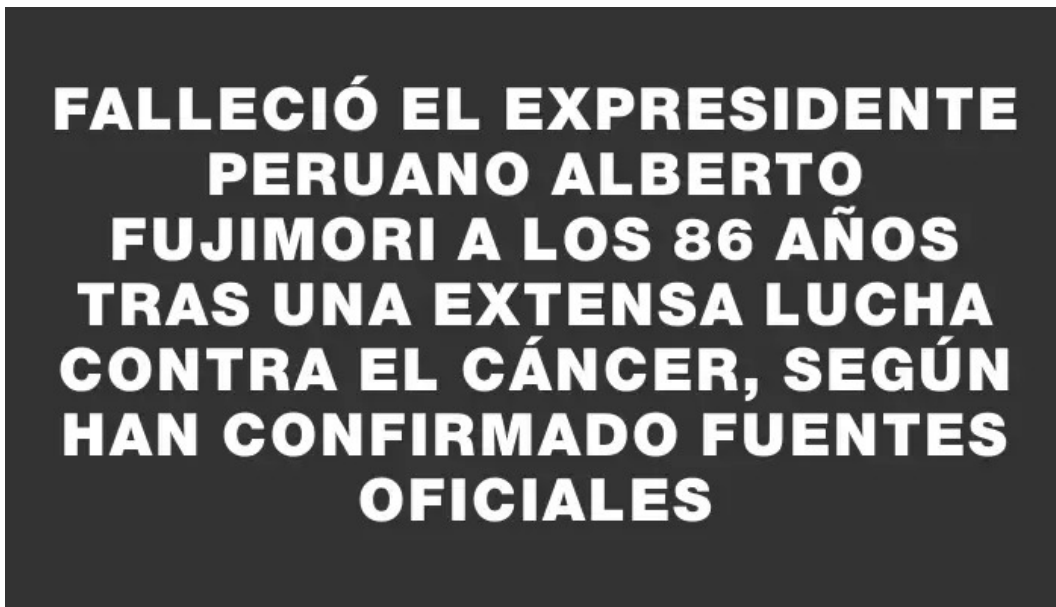 FALLECIÓ EL EXPRESIDENTE
PERUANO ALBERTO
FUJIMORI A LOS 86 AÑOS
TRAS UNA EXTENSA LUCHA
CONTRA EL CÁNCER, SEGÚN
HAN CONFIRMADO FUENTES
OFICIALES